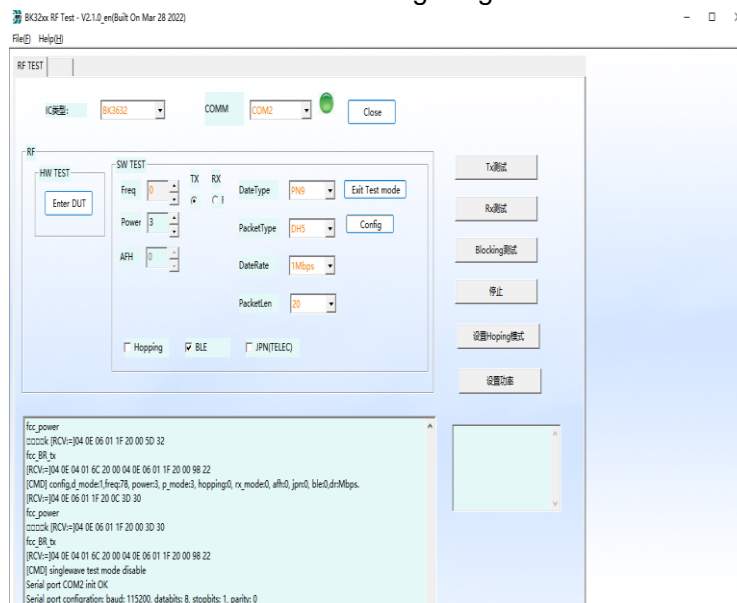 BK32xx RF Test - V2.1.0_en(Built On Mar 28 2022)
File(F) Help(H)
RF TEST
IC类型: BK3632 COMM COM2 Close
RF
HW TEST
Enter DUT
SW TEST
Freq 0 TX RX DateType PN9 Exit Test mode
Power 3 PacketType DH5 Config
AFH 0 DateRate 1Mbps
PacketLen 20
Hopping BLE JPN(TELEC)
Tx测试
Rx测试
Blocking测试
停止
设置Hoping模式
设置功率
fcc_power
□□□□k [RCV:=]04 0E 06 01 1F 20 00 5D 32
fcc_BR_tx
[RCV:=]04 0E 04 01 6C 20 00 04 0E 06 01 1F 20 00 98 22
[CMD] config,d_mode:1,freq:78, power:3, p_mode:3, hopping:0, rx_mode:0, afh:0, jpn:0, ble:0,dr:Mbps.
[RCV:=]04 0E 06 01 1F 20 0C 3D 30
fcc_power
□□□□k [RCV:=]04 0E 06 01 1F 20 00 3D 30
fcc_BR_tx
[RCV:=]04 0E 04 01 6C 20 00 04 0E 06 01 1F 20 00 98 22
[CMD] singlewave test mode disable
Serial port COM2 init OK
Serial port configration: baud: 115200, databits: 8, stopbits: 1, parity: 0